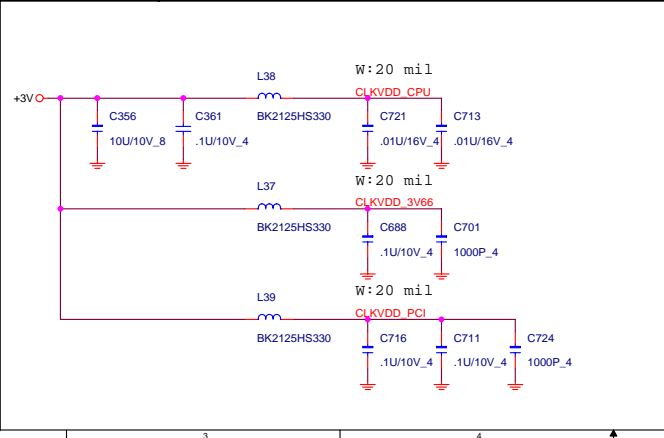 L38
W:20 mil
+3V
CLKVDD_CPU
C356
C361
BK2125HS330
C721
C713
10U/10V_8
.1U/10V_4
.01U/16V_4
.01U/16V_4
L37
W:20 mil
CLKVDD_3V66
BK2125HS330
C688
C701
.1U/10V_4
1000P_4
L39
W:20 mil
CLKVDD_PCI
BK2125HS330
C716
C711
C724
.1U/10V_4
.1U/10V_4
1000P_4
3
4